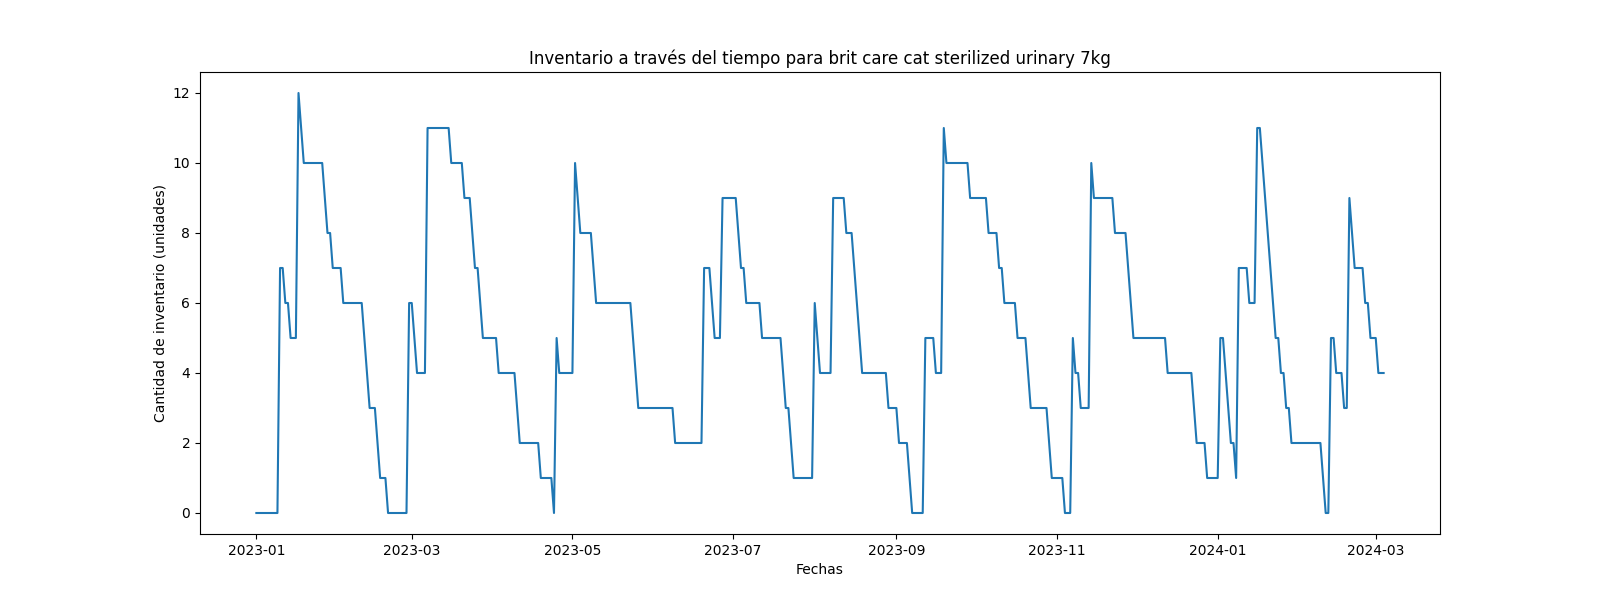 Inventario a través del tiempo para brit care cat sterilized urinary 7kg
Cantidad de inventario (unidades)
12
10
8
6
4
2
0
2023-01 2023-03 2023-05 2023-07 2023-09 2023-11 2024-01 2024-03
Fechas